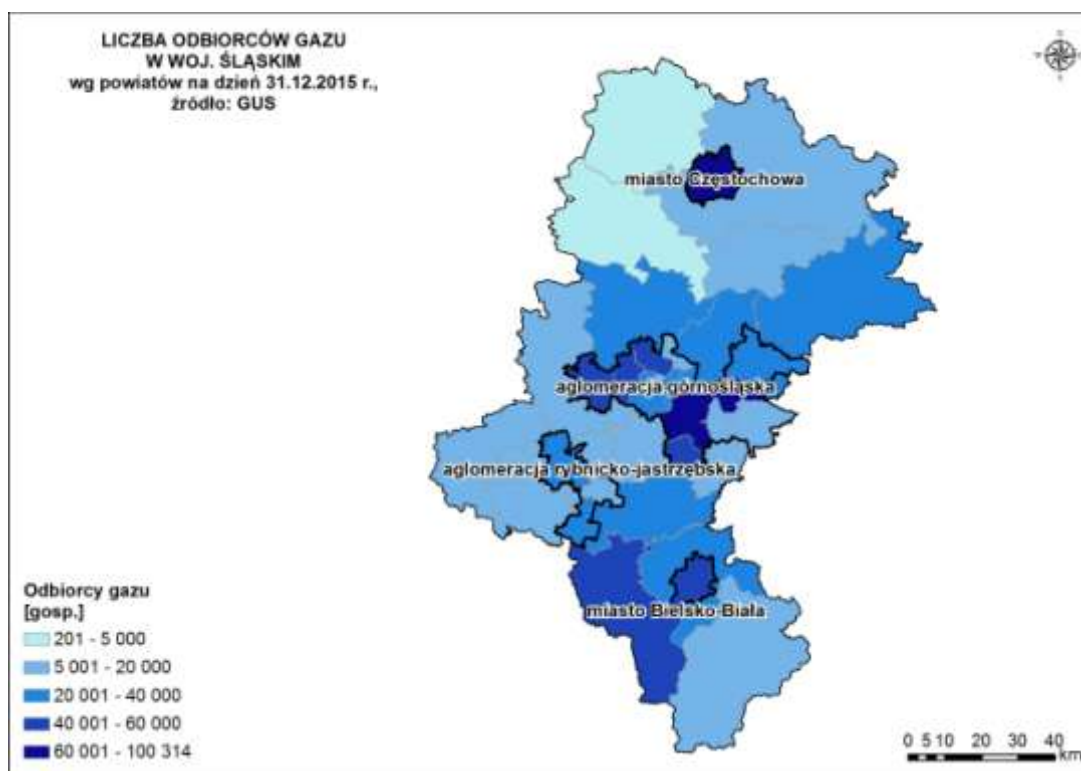 LICZBA ODBIORCÓW GAZU
W WOJ. ŚLĄSKIM
wg powiatów na dzień 31.12.2015 r.,
źródło: GUS
miasto Częstochowa
aglomeracja górnośląska
aglomeracja rybnicko-jastrzębska
miasto Bielsko-Biała
Odbiorcy gazu
[gosp.]
201 - 5 000
5 001 - 20 000
20 001 - 40 000
40 001 - 60 000
60 001 - 100 314
0 5 10 20 30 40
km